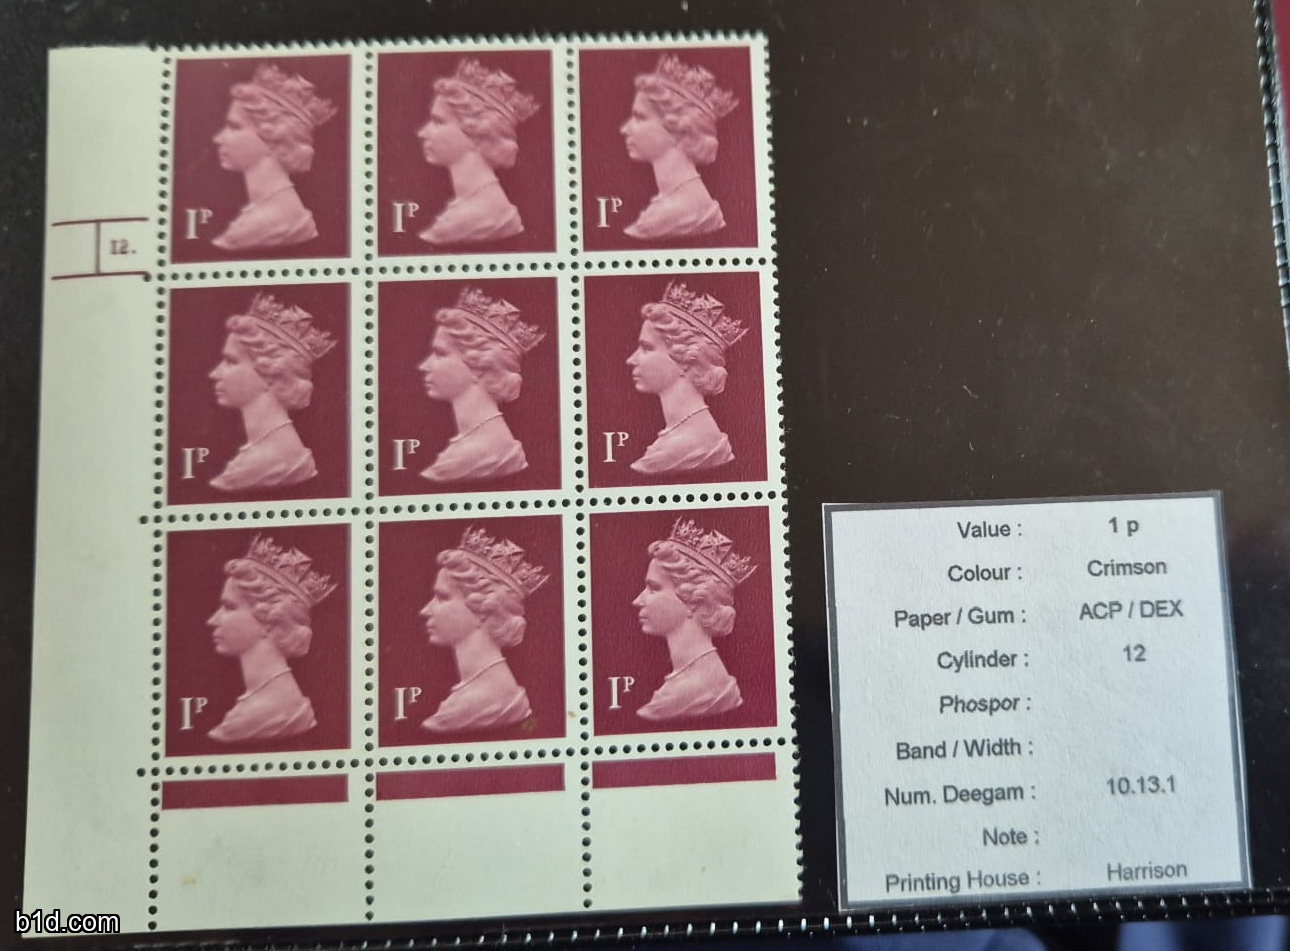 1P 1P 1P
12.
1P 1P 1P
1P 1P 1P
Value : 1 p
Colour : Crimson
Paper / Gum : ACP / DEX
Cylinder : 12
Phospor :
Band / Width :
Num. Deegam : 10.13.1
Note :
Printing House : Harrison
b1d.com